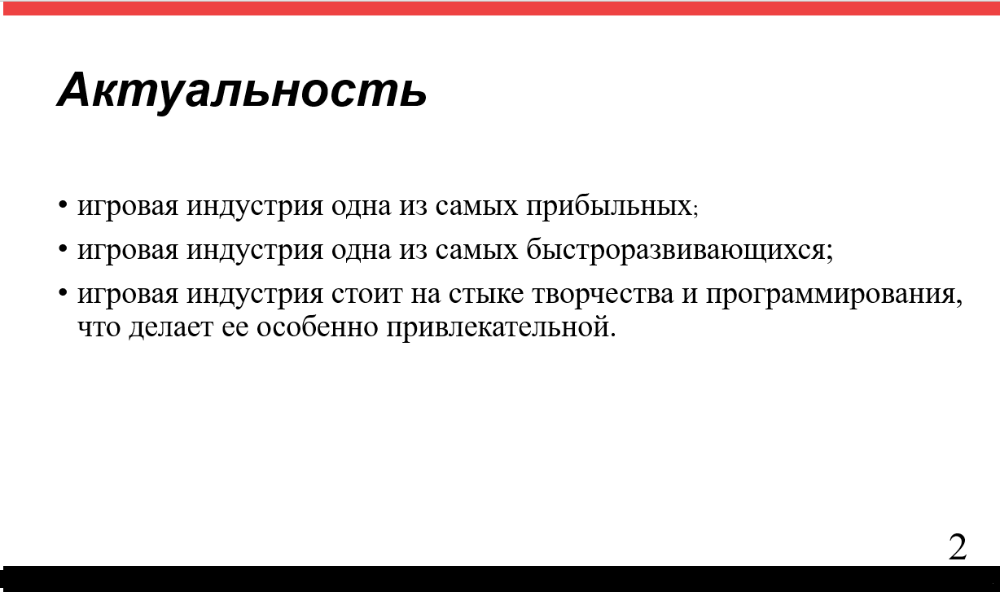 Актуальность
• игровая индустрия одна из самых прибыльных;
• игровая индустрия одна из самых быстроразвивающихся;
• игровая индустрия стоит на стыке творчества и программирования,
что делает ее особенно привлекательной.
2